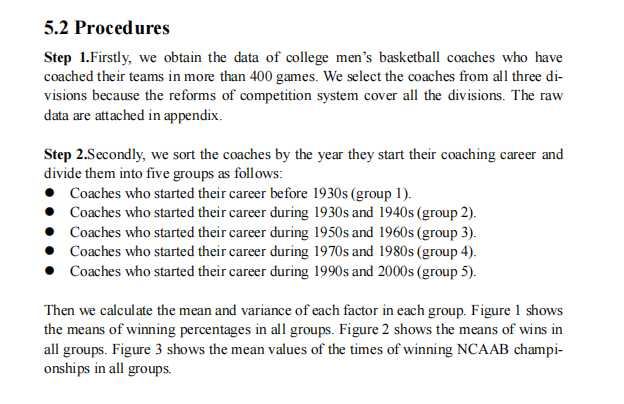 5.2 Procedures
Step 1.Firstly, we obtain the data of college men's basketball coaches who have
coached their teams in more than 400 games. We select the coaches from all three di-
visions because the reforms of competition system cover all the divisions. The raw
data are attached in appendix.
Step 2.Secondly, we sort the coaches by the year they start their coaching career and
divide them into five groups as follows:
● Coaches who started their career before 1930s (group 1).
● Coaches who started their career during 1930s and 1940s (group 2).
● Coaches who started their career during 1950s and 1960s (group 3).
● Coaches who started their career during 1970s and 1980s (group 4).
● Coaches who started their career during 1990s and 2000s (group 5).
Then we calculate the mean and variance of each factor in each group. Figure 1 shows
the means of winning percentages in all groups. Figure 2 shows the means of wins in
all groups. Figure 3 shows the mean values of the times of winning NCAAB champi-
onships in all groups.